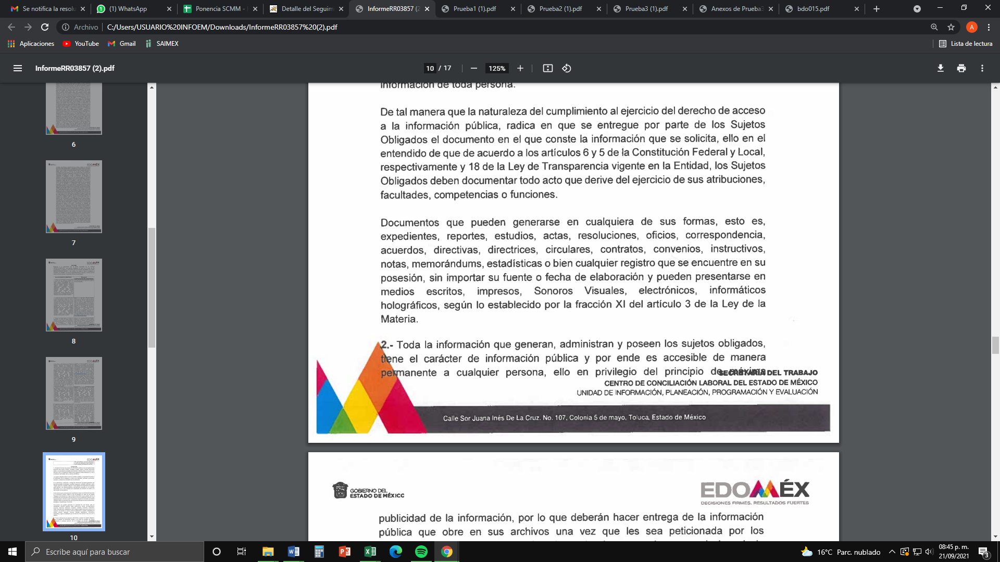 Se notifica la resolu
(1) WhatsApp
Ponencia SCMM -
Detalle del Seguim
InformeRR03857 (2
Prueba1 (1).pdf
Prueba2 (1).pdf
Prueba3 (1).pdf
Anexos de Prueba3
bdo015.pdf
Archivo
C:/Users/USUARIO%20INFOEM/Downloads/InformeRR03857%20(2).pdf
A
Aplicaciones
YouTube
Gmail
SAIMEX
Lista de lectura
InformeRR03857 (2).pdf
10 / 17
125%
6
7
8
9
10
información de toda persona.
De tal manera que la naturaleza del cumplimiento al ejercicio del derecho de acceso
a la información pública, radica en que se entregue por parte de los Sujetos
Obligados el documento en el que conste la información que se solicita, ello en el
entendido de que de acuerdo a los artículos 6 y 5 de la Constitución Federal y Local,
respectivamente y 18 de la Ley de Transparencia vigente en la Entidad, los Sujetos
Obligados deben documentar todo acto que derive del ejercicio de sus atribuciones,
facultades, competencias o funciones.
Documentos que pueden generarse en cualquiera de sus formas, esto es,
expedientes, reportes, estudios, actas, resoluciones, oficios, correspondencia,
acuerdos, directivas, directrices, circulares, contratos, convenios, instructivos,
notas, memorándums, estadísticas o bien cualquier registro que se encuentre en su
posesión, sin importar su fuente o fecha de elaboración y pueden presentarse en
medios escritos, impresos, Sonoros Visuales, electrónicos, informáticos
holográficos, según lo establecido por la fracción XI del artículo 3 de la Ley de la
Materia.
2.- Toda la información que generan, administran y poseen los sujetos obligados,
tiene el carácter de información pública y por ende es accesible de manera
permanente a cualquier persona, ello en privilegio del principio de máxima
SECRETARÍA DEL TRABAJO
CENTRO DE CONCILIACIÓN LABORAL DEL ESTADO DE MÉXICO
UNIDAD DE INFORMACIÓN, PLANEACIÓN, PROGRAMACIÓN Y EVALUACIÓN
Calle Sor Juana Inés De La Cruz. No. 107, Colonia 5 de mayo, Toluca, Estado de México
GOBIERNO DEL
ESTADO DE MÉXICO
EDOMÉX
DECISIONES FIRMES, RESULTADOS FUERTES
publicidad de la información, por lo que deberán hacer entrega de la información
pública que obre en sus archivos una vez que les sea peticionada por los
Escribe aquí para buscar
16°C Parc. nublado
08:45 p. m.
21/09/2021
3